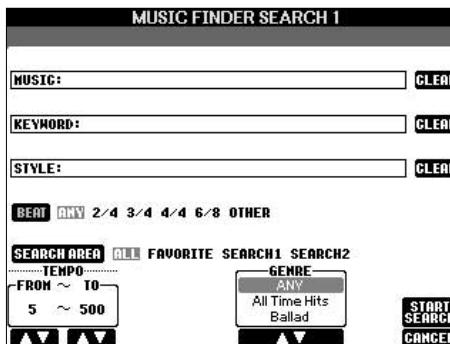 MUSIC FINDER SEARCH 1
MUSIC: CLEAR
KEYWORD: CLEAR
STYLE: CLEAR
BEAT ANY 2/4 3/4 4/4 6/8 OTHER
SEARCH AREA ALL FAVORITE SEARCH1 SEARCH2
TEMPO
FROM ~ TO
5 ~ 500
GENRE
ANY
All Time Hits
Ballad
START
SEARCH
CANCEL